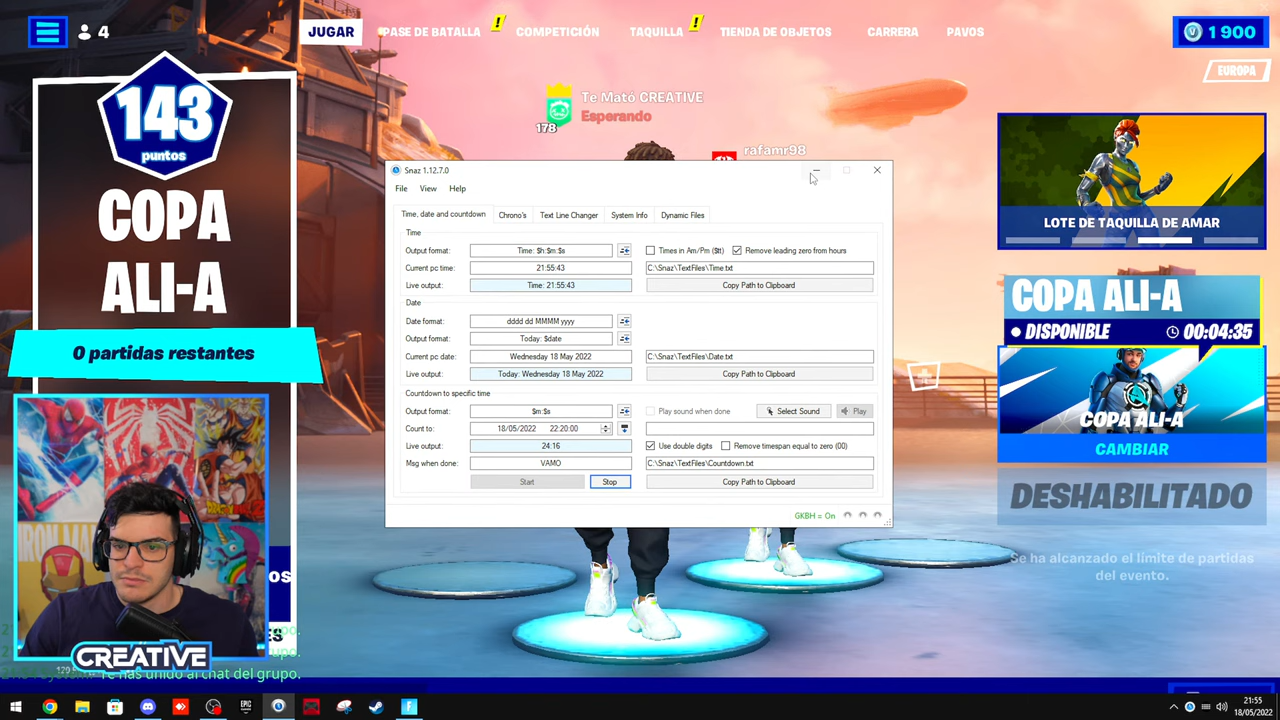 4
JUGAR
PASE DE BATALLA
COMPETICIÓN
TAQUILLA
TIENDA DE OBJETOS
CARRERA
PAVOS
1 900
EUROPA
143
puntos
COPA
ALI-A
0 partidas restantes
Te Mató CREATIVE
Esperando
178
rafamr98
Snaz 1.12.7.0
File View Help
Time, date and countdown Chrono's Text Line Changer System Info Dynamic Files
Time
Output format: Time: $h:$m:$s Times in Am/Pm ($tt) Remove leading zero from hours
Current pc time: 21:55:43 C:\Snaz\TextFiles\Time.txt
Live output: Time: 21:55:43 Copy Path to Clipboard
Date
Date format: dddd dd MMMM yyyy
Output format: Today: $date
Current pc date: Wednesday 18 May 2022 C:\Snaz\TextFiles\Date.txt
Live output: Today: Wednesday 18 May 2022 Copy Path to Clipboard
Countdown to specific time
Output format: $m:$s Play sound when done Select Sound Play
Count to: 18/05/2022 22:20:00
Live output: 24:16 Use double digits Remove timespan equal to zero (00)
Msg when done: VAMO C:\Snaz\TextFiles\Countdown.txt
Start Stop Copy Path to Clipboard
GKBH = On
LOTE DE TAQUILLA DE AMAR
COPA ALI-A
DISPONIBLE 00:04:35
COPA ALI-A
CAMBIAR
DESHABILITADO
Se ha alcanzado el límite de partidas
del evento.
IRON MAN
upo.
upo.
Te has unido al chat del grupo.
CREATIVE
EPIC
GAMES
21:55
18/05/2022